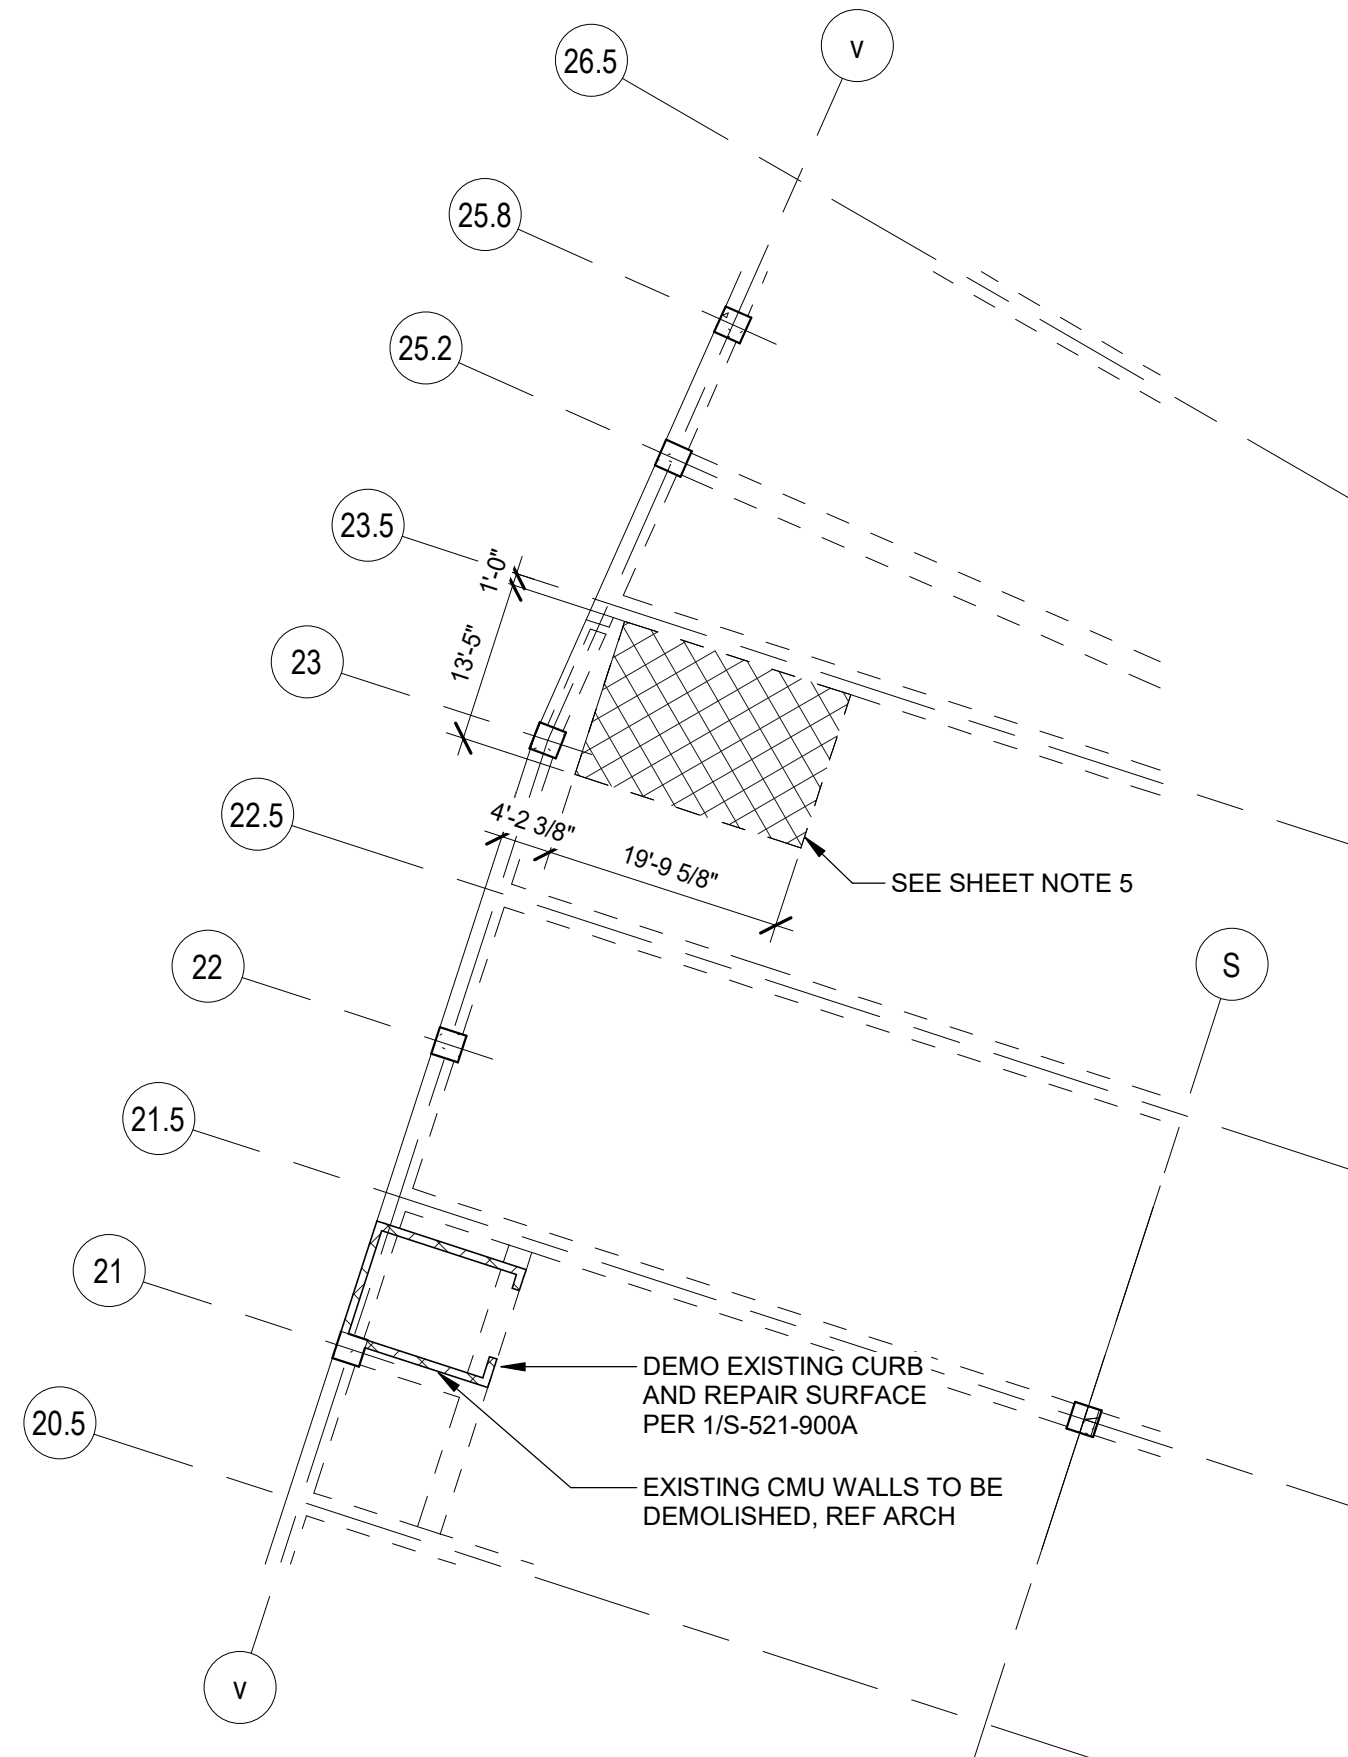 v
26.5
25.8
25.2
23.5
1'-0"
13'-5"
23
22.5
4'-2 3/8"
19'-9 5/8"
SEE SHEET NOTE 5
22
S
21.5
21
DEMO EXISTING CURB
AND REPAIR SURFACE
PER 1/S-521-900A
20.5
EXISTING CMU WALLS TO BE
DEMOLISHED, REF ARCH
v